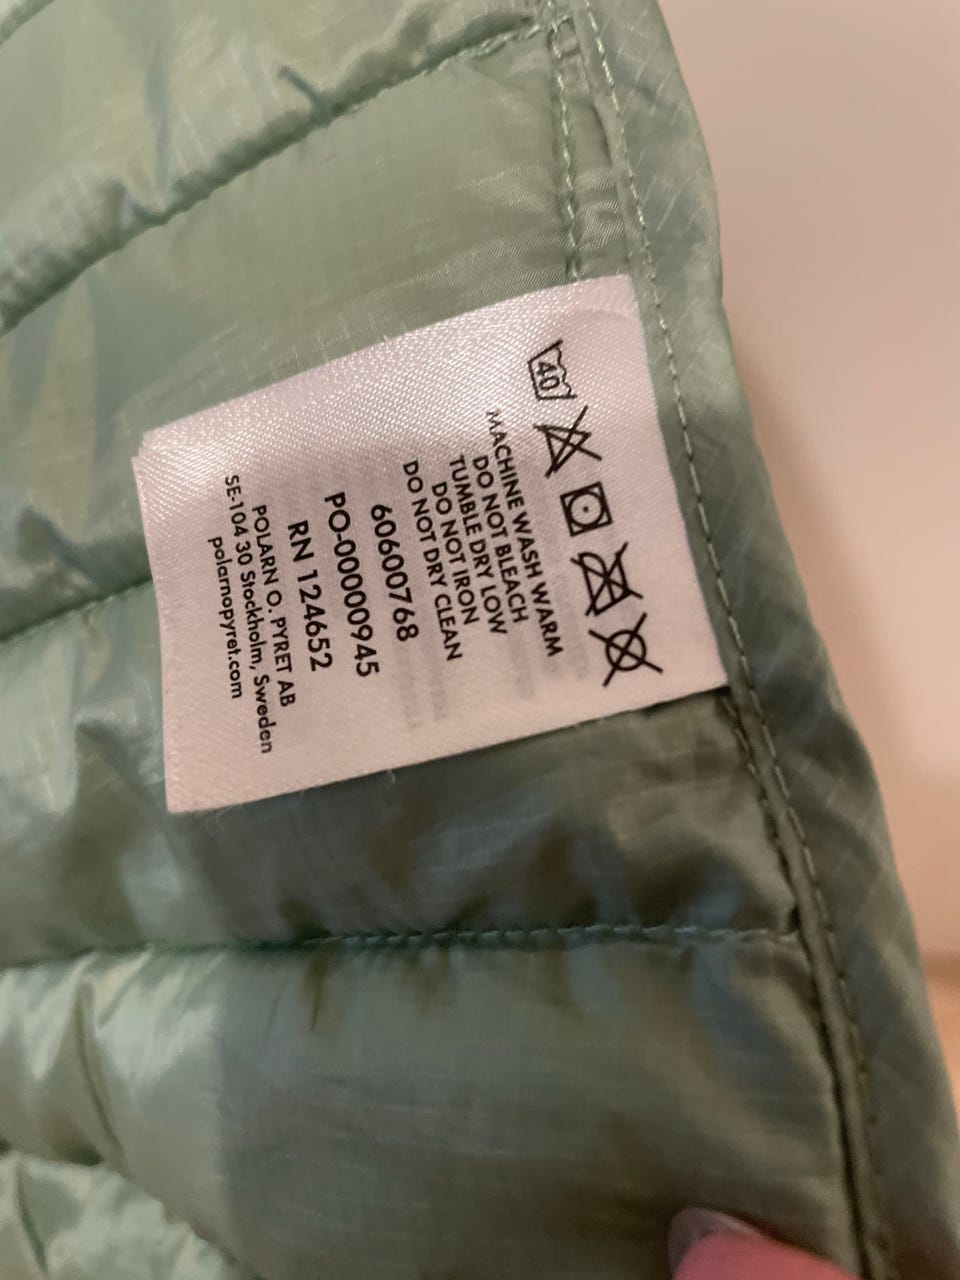 40
MACHINE WASH WARM
DO NOT BLEACH
TUMBLE DRY LOW
DO NOT IRON
DO NOT DRY CLEAN
60600768
PO-00000945
RN 124652
POLARN O. PYRET AB
SE-104 30 Stockholm, Sweden
polarnopyret.com